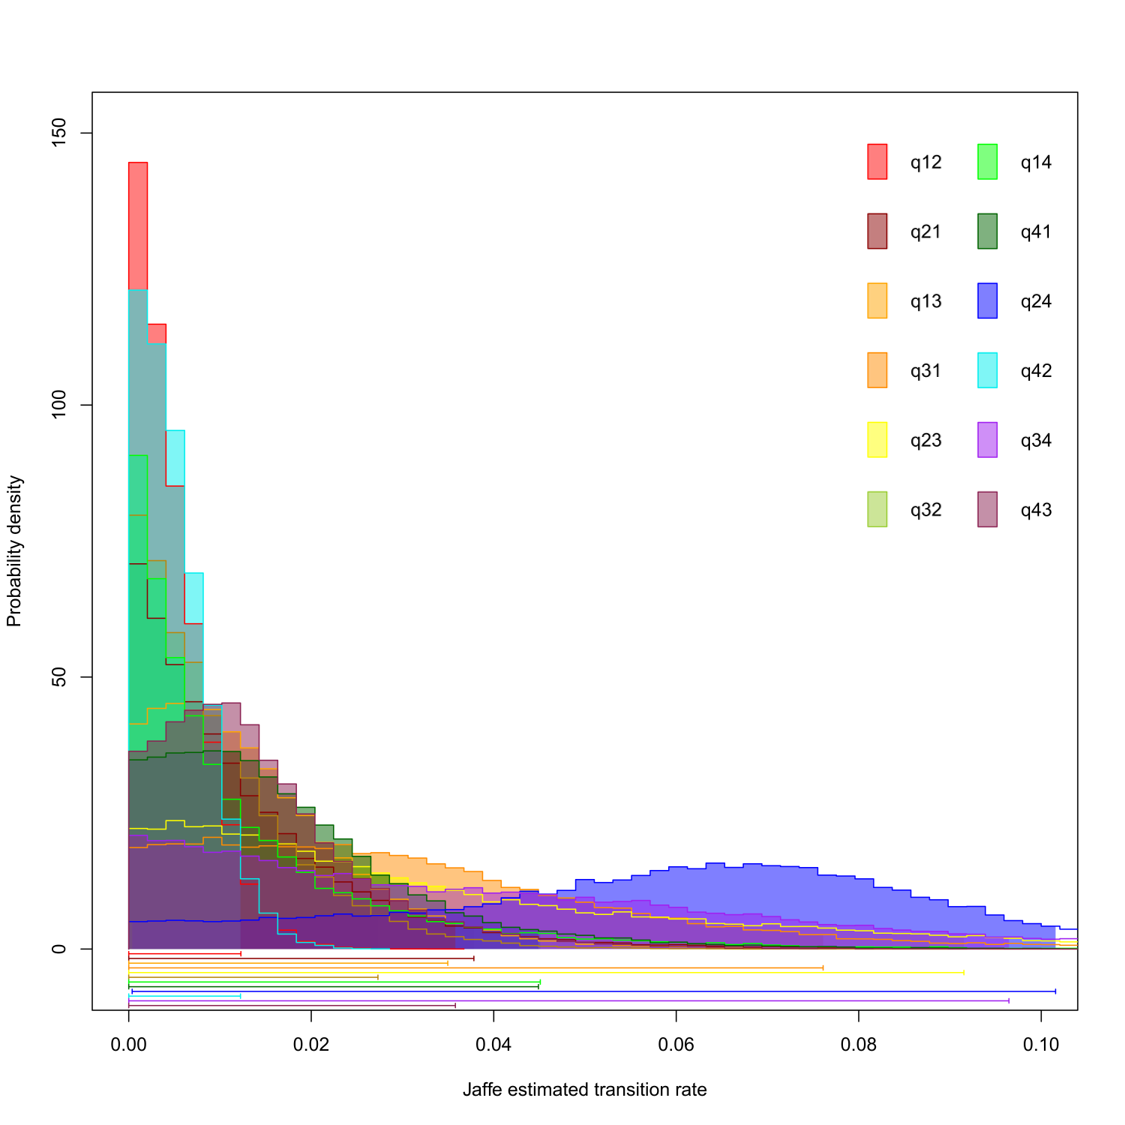 150
100
50
0
Probability density
q12 q14
q21 q41
q13 q24
q31 q42
q23 q34
q32 q43
0.00 0.02 0.04 0.06 0.08 0.10
Jaffe estimated transition rate